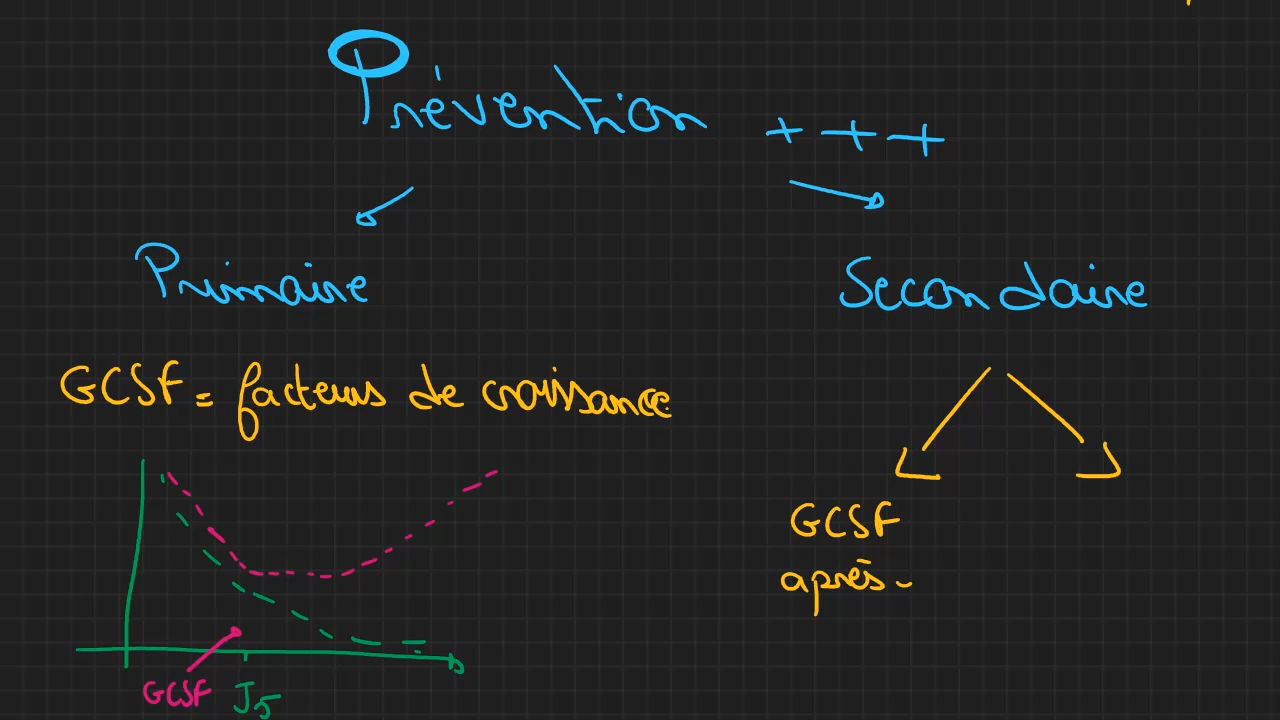 Prévention + + +
Primaire
Secondaire
GCSF = facteurs de croissance
GCSF
après -
GCSF
J5